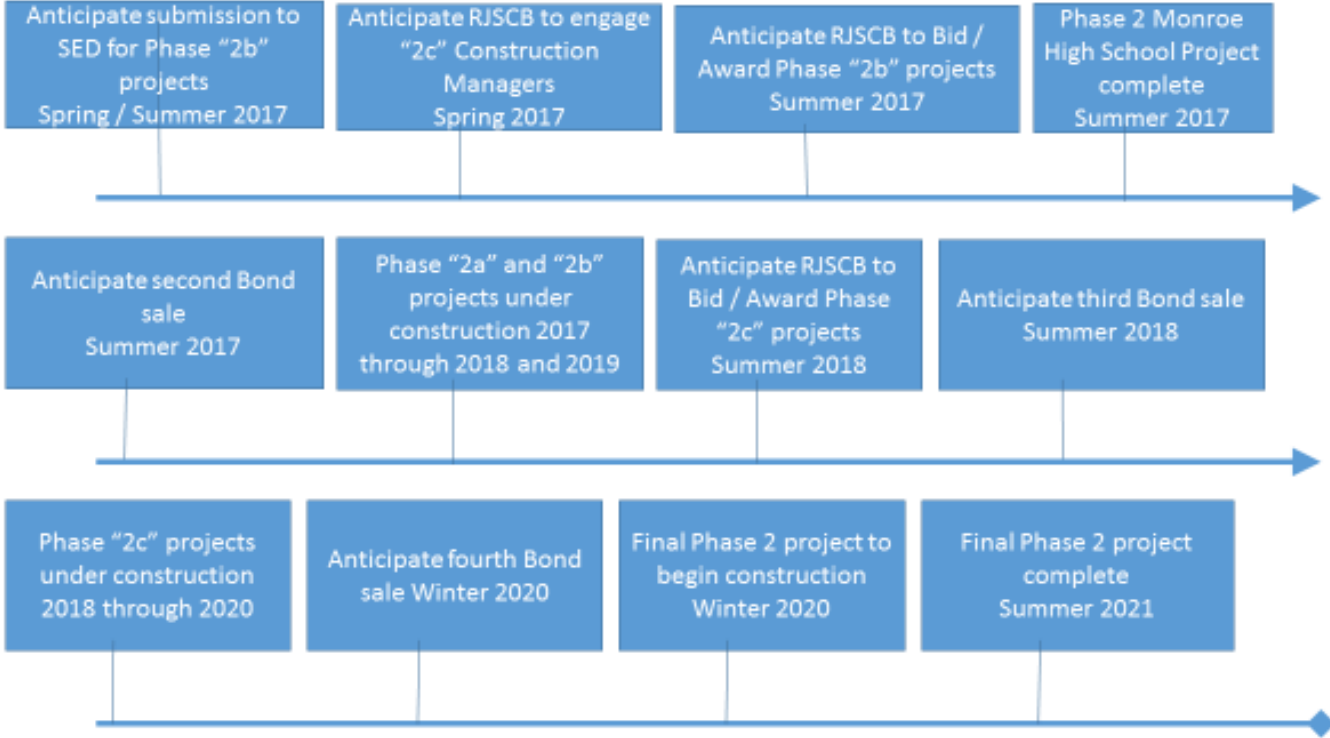 Anticipate submission to
SED for Phase “2b”
projects
Spring / Summer 2017
Anticipate RJSCB to engage
“2c” Construction
Managers
Spring 2017
Anticipate RJSCB to Bid /
Award Phase “2b” projects
Summer 2017
Phase 2 Monroe
High School Project
complete
Summer 2017
Anticipate second Bond
sale
Summer 2017
Phase “2a” and “2b”
projects under
construction 2017
through 2018 and 2019
Anticipate RJSCB to
Bid / Award Phase
“2c” projects
Summer 2018
Anticipate third Bond sale
Summer 2018
Phase “2c” projects
under construction
2018 through 2020
Anticipate fourth Bond
sale Winter 2020
Final Phase 2 project to
begin construction
Winter 2020
Final Phase 2 project
complete
Summer 2021